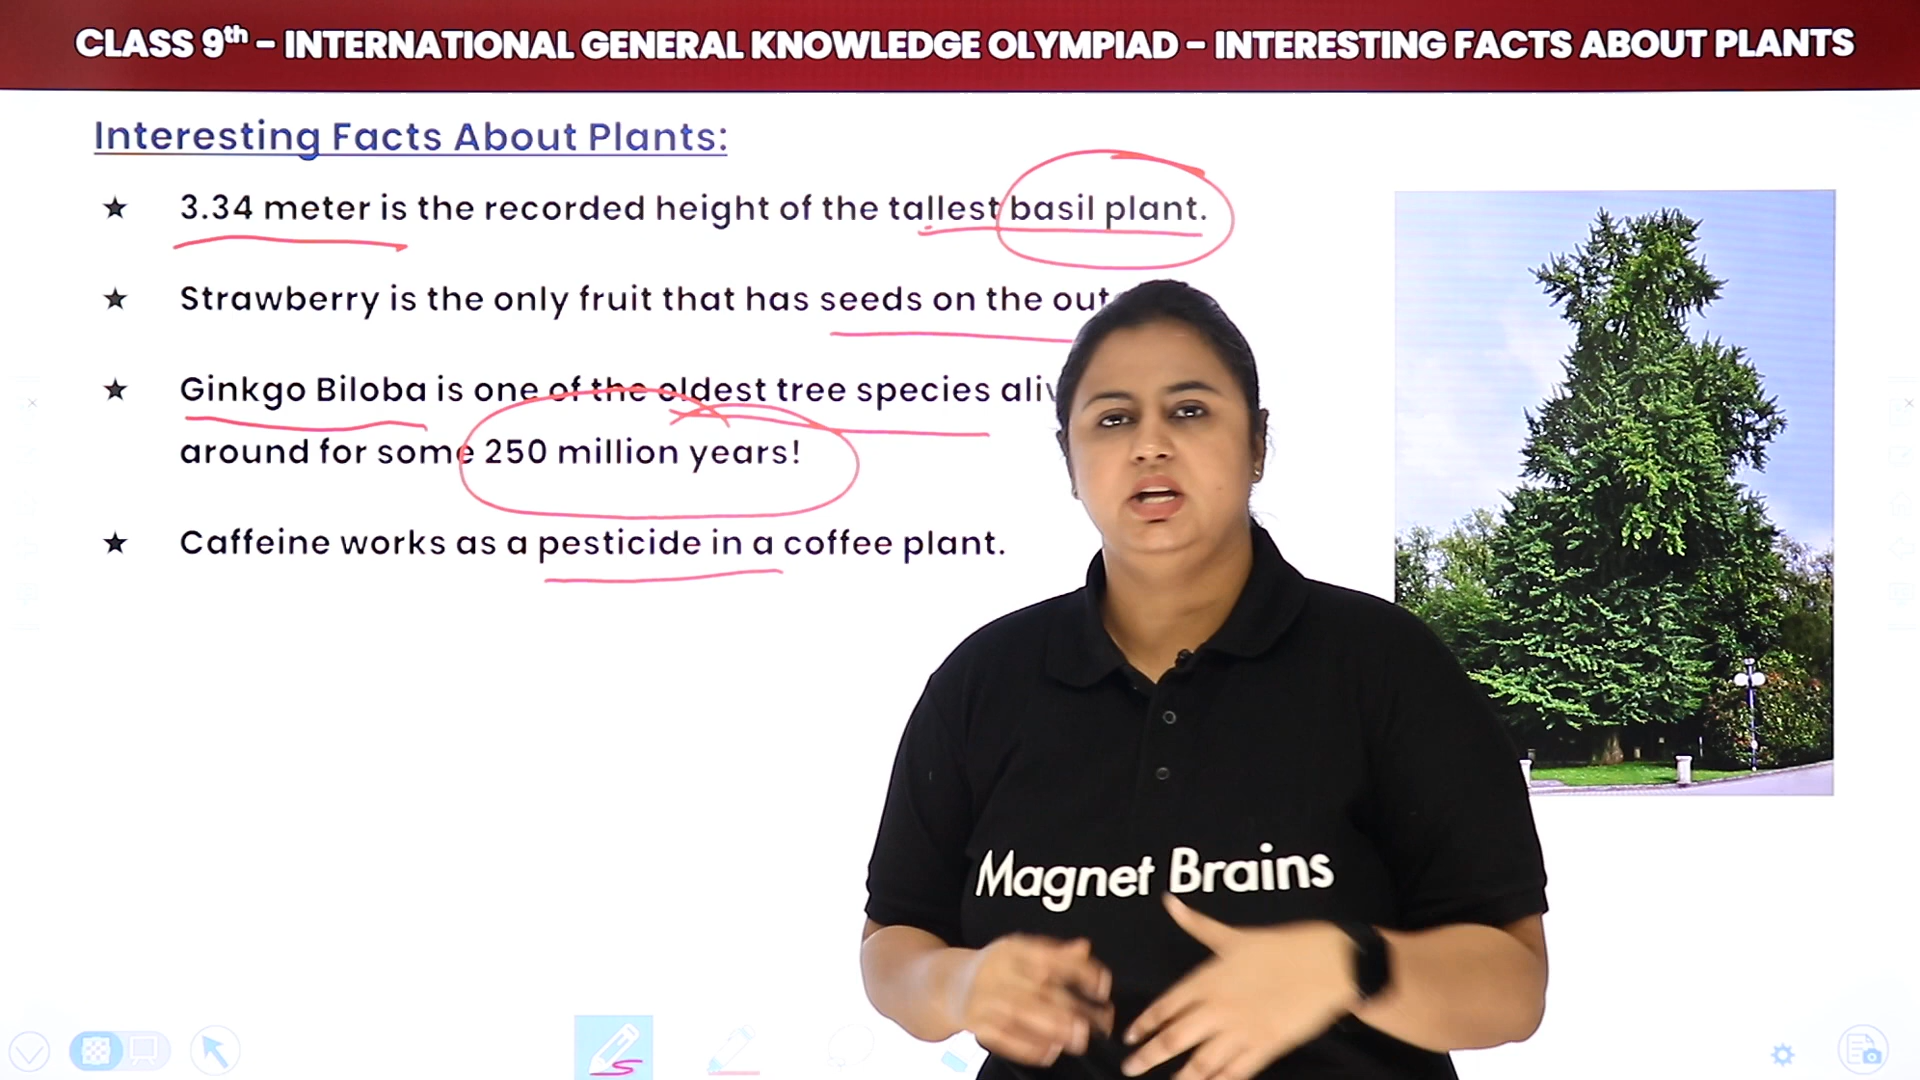 CLASS 9th - INTERNATIONAL GENERAL KNOWLEDGE OLYMPIAD - INTERESTING FACTS ABOUT PLANTS
Interesting Facts About Plants:
★ 3.34 meter is the recorded height of the tallest basil plant.
★ Strawberry is the only fruit that has seeds on the
★ Ginkgo Biloba is one of the oldest tree species
around for some 250 million years!
★ Caffeine works as a pesticide in a coffee plant.
Magnet Brains